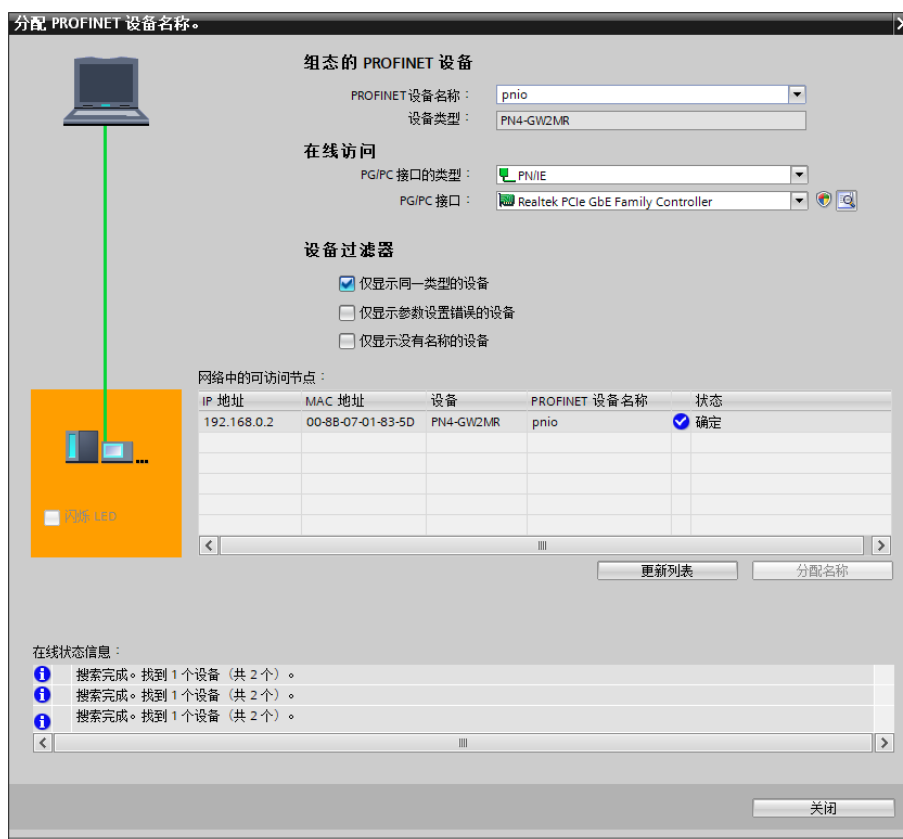 分配 PROFINET 设备名称。
组态的 PROFINET 设备
PROFINET设备名称： pnio
设备类型： PN4-GW2MR
在线访问
PG/PC 接口的类型： PN/IE
PG/PC 接口： Realtek PCIe GbE Family Controller
设备过滤器
仅显示同一类型的设备
仅显示参数设置错误的设备
仅显示没有名称的设备
网络中的可访问节点：
IP 地址 MAC 地址 设备 PROFINET 设备名称 状态
192.168.0.2 00-8B-07-01-83-5D PN4-GW2MR pnio 确定
闪烁 LED
更新列表 分配名称
在线状态信息：
搜索完成。找到 1 个设备（共 2 个）。
搜索完成。找到 1 个设备（共 2 个）。
搜索完成。找到 1 个设备（共 2 个）。
关闭